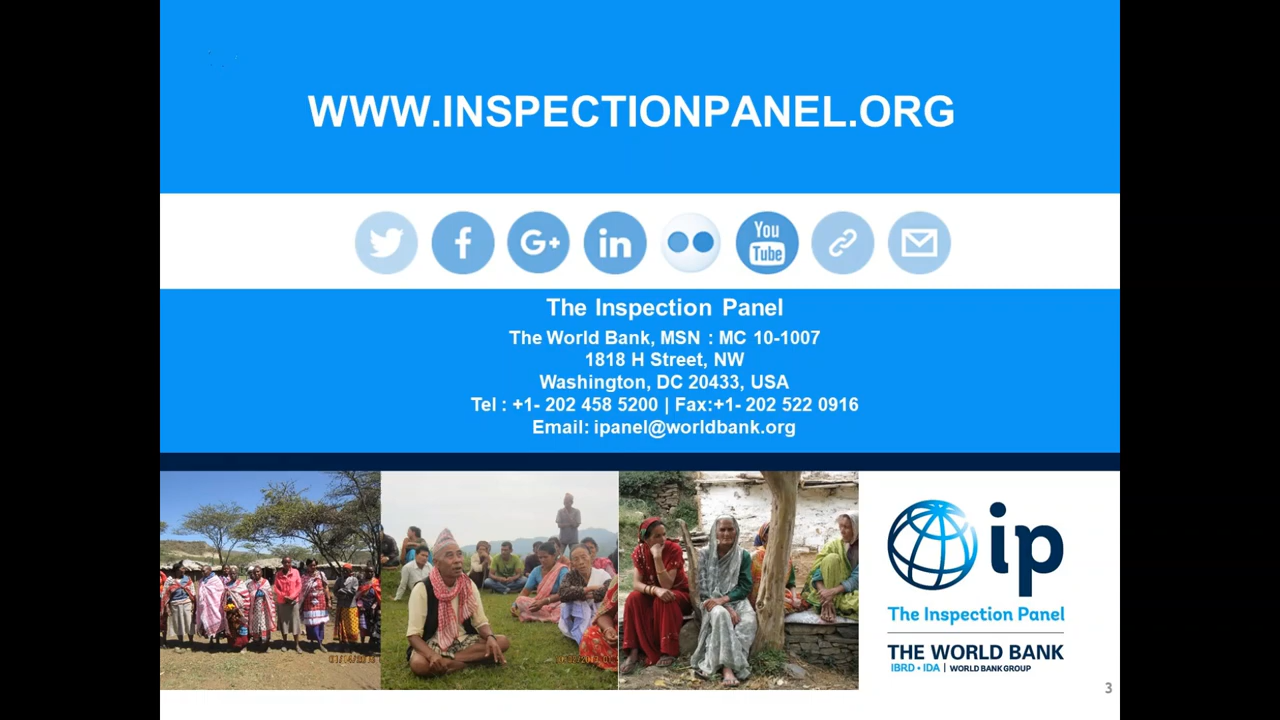 WWW.INSPECTIONPANEL.ORG
G+
in
You
Tube
The Inspection Panel
The World Bank, MSN : MC 10-1007
1818 H Street, NW
Washington, DC 20433, USA
Tel : +1- 202 458 5200 | Fax:+1- 202 522 0916
Email: ipanel@worldbank.org
ip
The Inspection Panel
THE WORLD BANK
IBRD • IDA | WORLD BANK GROUP
3